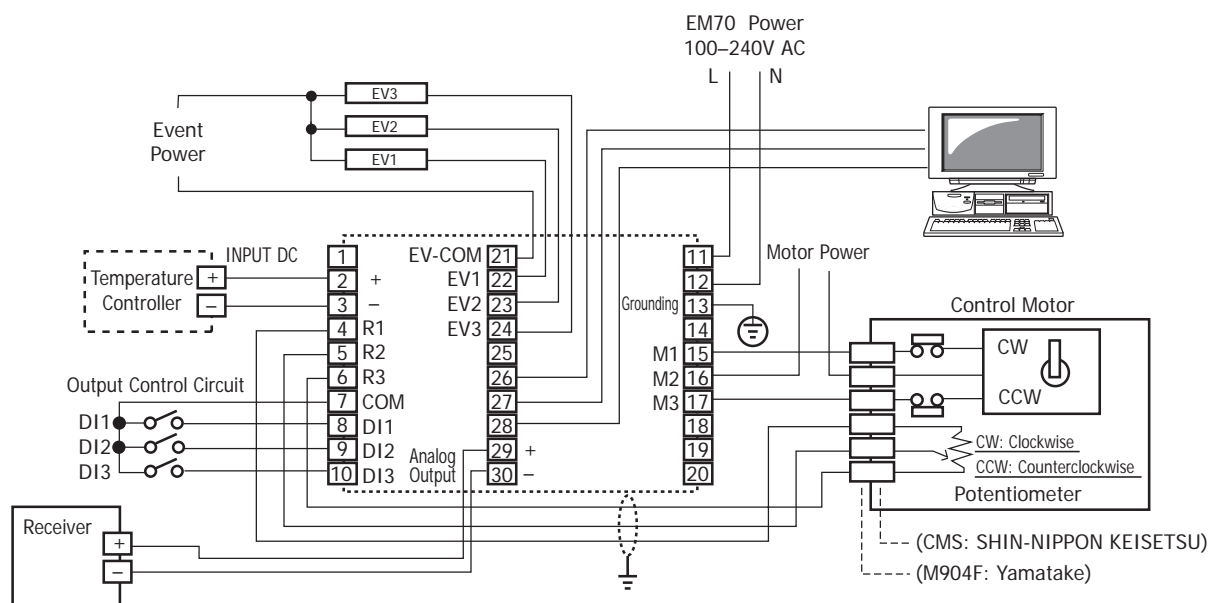 EM70 Power
100–240V AC
L N
EV3
EV2
EV1
Event
Power
INPUT DC
Temperature
Controller
+
−
1
2 +
3 −
4 R1
5 R2
6 R3
7 COM
8 DI1
9 DI2
10 DI3
EV-COM 21
EV1 22
EV2 23
EV3 24
25
26
27
28
Analog
Output
29 +
30 −
11
12
Grounding 13
14
M1 15
M2 16
M3 17
18
19
20
Motor Power
Control Motor
CW
CCW
CW: Clockwise
CCW: Counterclockwise
Potentiometer
Output Control Circuit
DI1
DI2
DI3
Receiver
+
−
(CMS: SHIN-NIPPON KEISETSU)
(M904F: Yamatake)